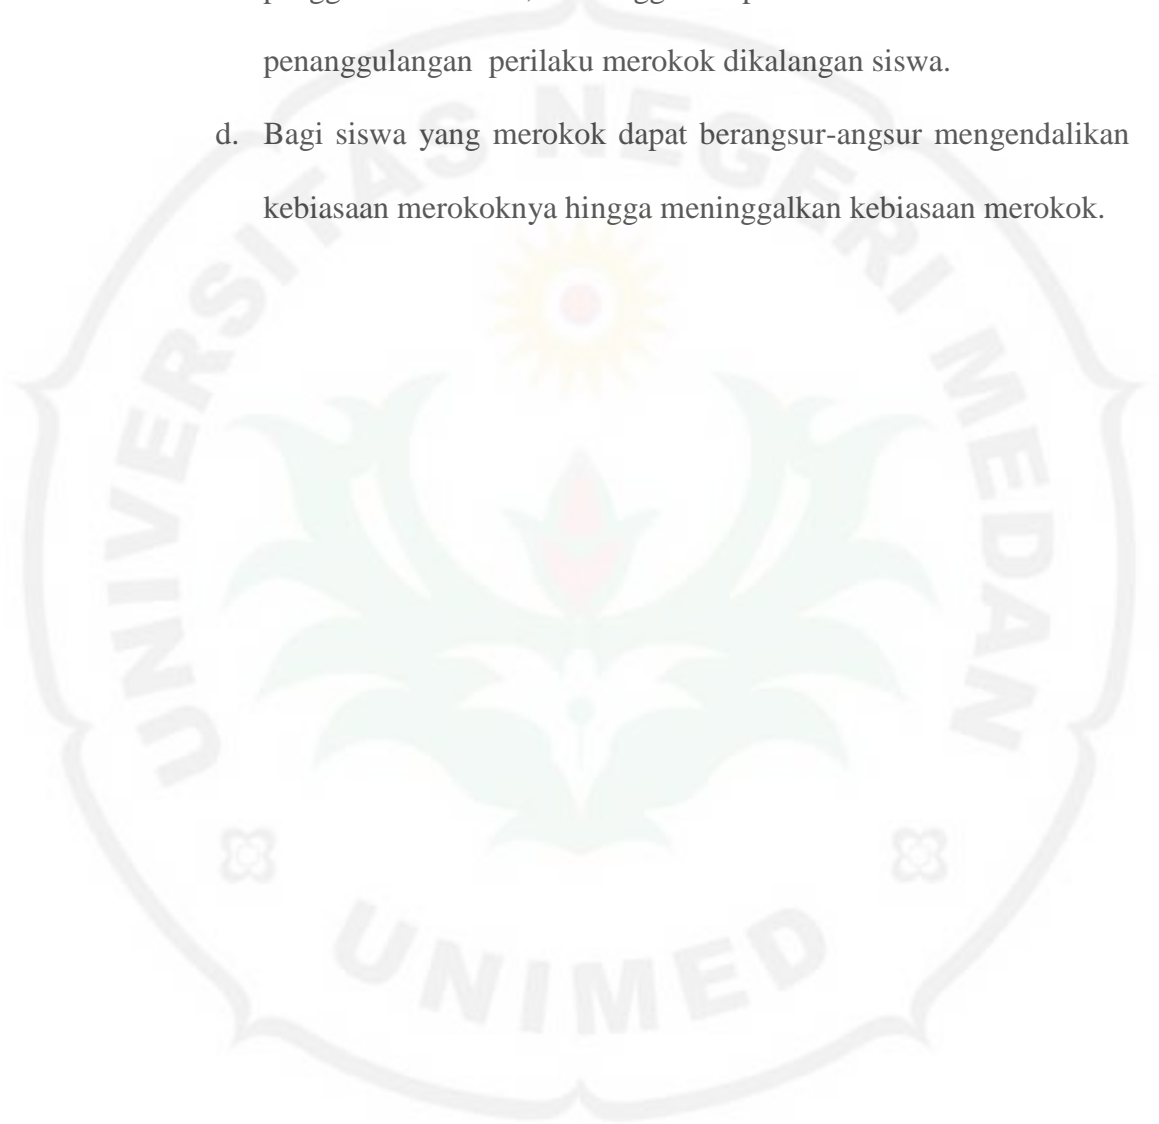 penanggulangan  perilaku merokok dikalangan siswa.
d. Bagi siswa yang merokok dapat berangsur-angsur mengendalikan
kebiasaan merokoknya hingga meninggalkan kebiasaan merokok.
UNIVERSITAS NEGERI MEDAN
UNIMED